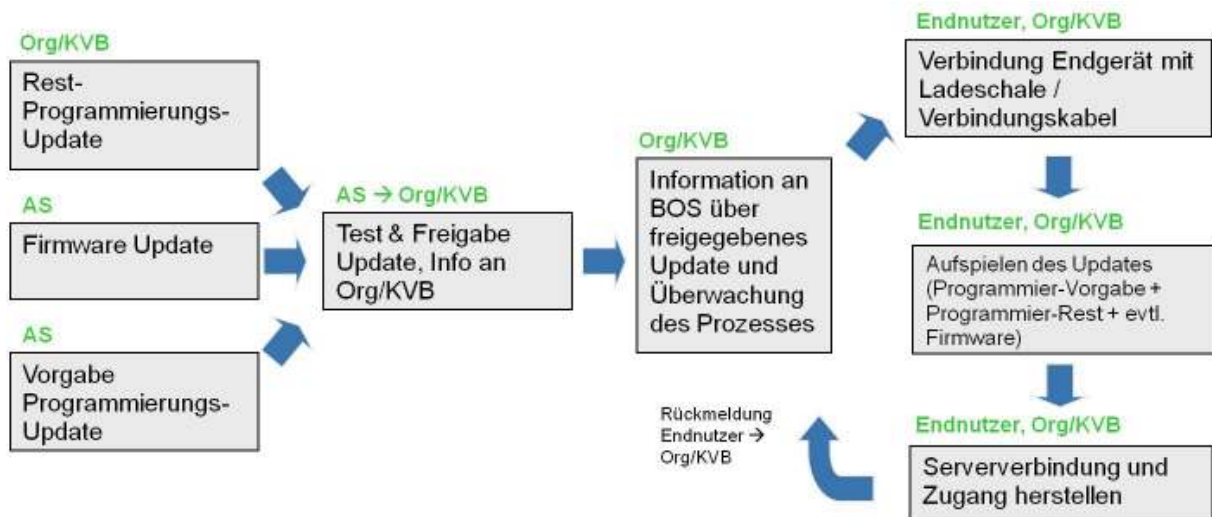 Org/KVB
Rest-
Programmierungs-
Update
AS
Firmware Update
AS
Vorgabe
Programmierungs-
Update
AS → Org/KVB
Test & Freigabe
Update, Info an
Org/KVB
Org/KVB
Information an
BOS über
freigegebenes
Update und
Überwachung
des Prozesses
Endnutzer, Org/KVB
Verbindung Endgerät mit
Ladeschale /
Verbindungskabel
Endnutzer, Org/KVB
Aufspielen des Updates
(Programmier-Vorgabe +
Programmier-Rest + evtl.
Firmware)
Endnutzer, Org/KVB
Serververbindung und
Zugang herstellen
Rückmeldung
Endnutzer →
Org/KVB